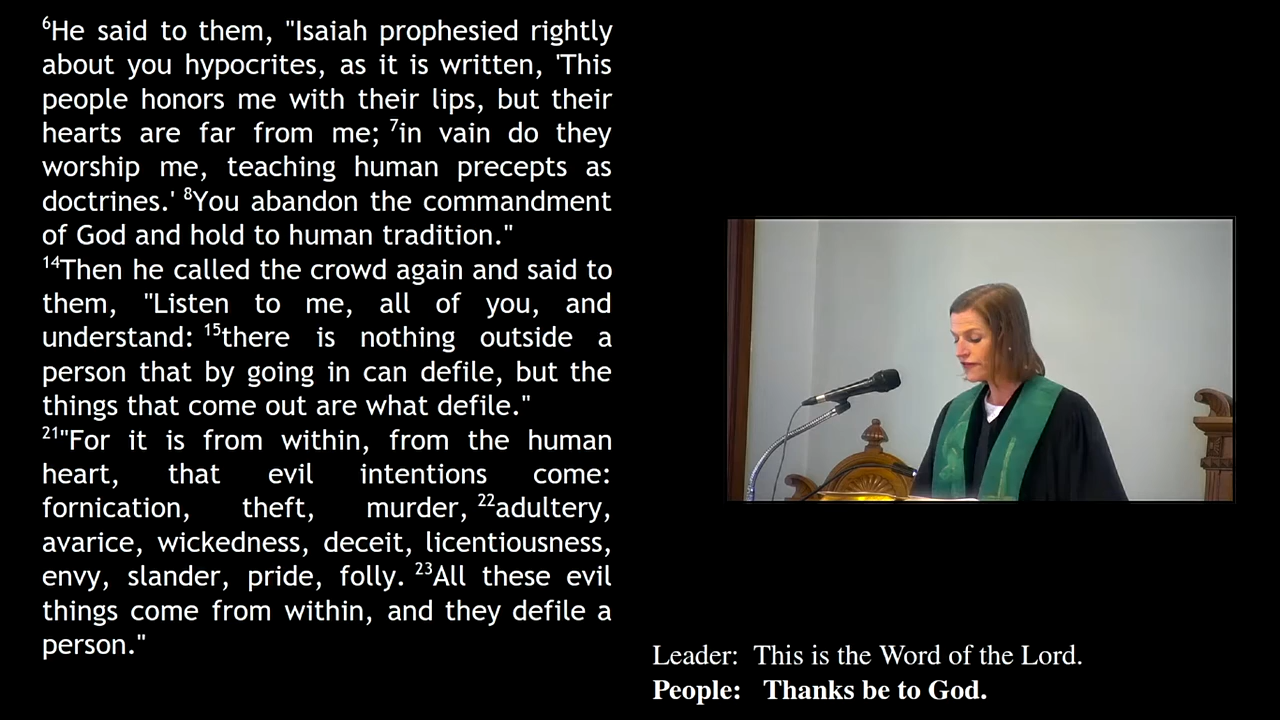 ⁶He said to them, "Isaiah prophesied rightly
about you hypocrites, as it is written, 'This
people honors me with their lips, but their
hearts are far from me; ⁷in vain do they
worship me, teaching human precepts as
doctrines.' ⁸You abandon the commandment
of God and hold to human tradition."
¹⁴Then he called the crowd again and said to
them, "Listen to me, all of you, and
understand: ¹⁵there is nothing outside a
person that by going in can defile, but the
things that come out are what defile."
²¹"For it is from within, from the human
heart, that evil intentions come:
fornication, theft, murder, ²²adultery,
avarice, wickedness, deceit, licentiousness,
envy, slander, pride, folly. ²³All these evil
things come from within, and they defile a
person."
Leader: This is the Word of the Lord.
People: Thanks be to God.